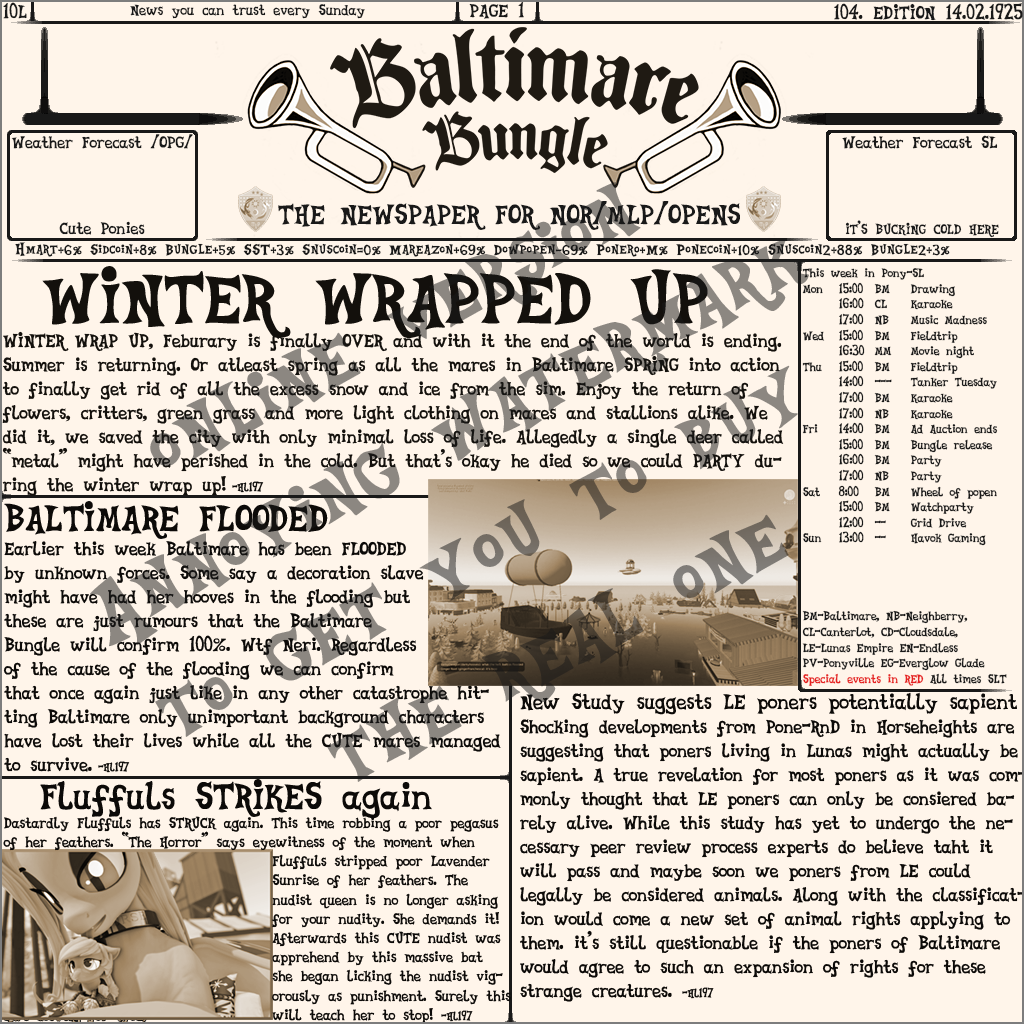 10L News you can trust every Sunday PAGE 1 104. EDITION 14.02.1925
Baltimare
Bungle
Weather Forecast /OPG/
Cute Ponies
Weather Forecast SL
IT'S BUCKING COLD HERE
THE NEWSPAPER FOR NOR/MLP/OPENS
HMART+6% SIDCOIN+8% BUNGLE+5% SST+3% SNUSCOIN=0% MAREAZON+69% DOWPOPEN-69% PONERO+M% PONECOIN+10% SNUSCOIN2+88% BUNGLE2+3%
WINTER WRAPPED UP
WINTER WRAP UP, Feburary is finally OVER and with it the end of the world is ending.
Summer is returning. Or atleast spring as all the mares in Baltimare SPRING into action
to finally get rid of all the excess snow and ice from the sim. Enjoy the return of
flowers, critters, green grass and more light clothing on mares and stallions alike. We
did it, we saved the city with only minimal loss of life. Allegedly a single deer called
"metal" might have perished in the cold. But that's okay he died so we could PARTY du-
ring the winter wrap up! -HL197
This week in Pony-SL
Mon 15:00 BM Drawing
16:00 CL Karaoke
17:00 NB Music Madness
Wed 15:00 BM Fieldtrip
16:30 MM Movie night
Thu 15:00 BM Fieldtrip
14:00 --- Tanker Tuesday
17:00 BM Karaoke
17:00 NB Karaoke
Fri 14:00 BM Ad Auction ends
15:00 BM Bungle release
16:00 BM Party
17:00 NB Party
Sat 8:00 BM Wheel of popen
15:00 BM Watchparty
12:00 --- Grid Drive
Sun 13:00 --- Havok Gaming
BM-Baltimare, NB-Neighberry,
CL-Canterlot, CD-Cloudsdale,
LE-Lunas Empire EN-Endless
PV-Ponyville EG-Everglow Glade
Special events in RED All times SLT
BALTIMARE FLOODED
Earlier this week Baltimare has been FLOODED
by unknown forces. Some say a decoration slave
might have had her hooves in the flooding but
these are just rumours that the Baltimare
Bungle will confirm 100%. Wtf Neri. Regardless
of the cause of the flooding we can confirm
that once again just like in any other catastrophe hit-
ting Baltimare only unimportant background characters
have lost their lives while all the CUTE mares managed
to survive. -HL197
Fluffuls STRIKES again
Dastardly Fluffuls has STRUCK again. This time robbing a poor pegasus
of her feathers. "The Horror" says eyewitness of the moment when
Fluffuls stripped poor Lavender
Sunrise of her feathers. The
nudist queen is no longer asking
for your nudity. She demands it!
Afterwards this CUTE nudist was
apprehend by this massive bat
she began licking the nudist vig-
orously as punishment. Surely this
will teach her to stop! -HL197
New Study suggests LE poners potentially sapient
Shocking developments from Pone-RnD in Horseheights are
suggesting that poners living in Lunas might actually be
sapient. A true revelation for most poners as it was com-
monly thought that LE poners can only be consiered ba-
rely alive. While this study has yet to undergo the ne-
cessary peer review process experts do believe taht it
will pass and maybe soon we poners from LE could
legally be considered animals. Along with the classificat-
ion would come a new set of animal rights applying to
them. it's still questionable if the poners of Baltimare
would agree to such an expansion of rights for these
strange creatures. -HL197
ONLINE VERSION
ANNOYING WATERMARK
TO GET YOU TO BUY
THE REAL ONE